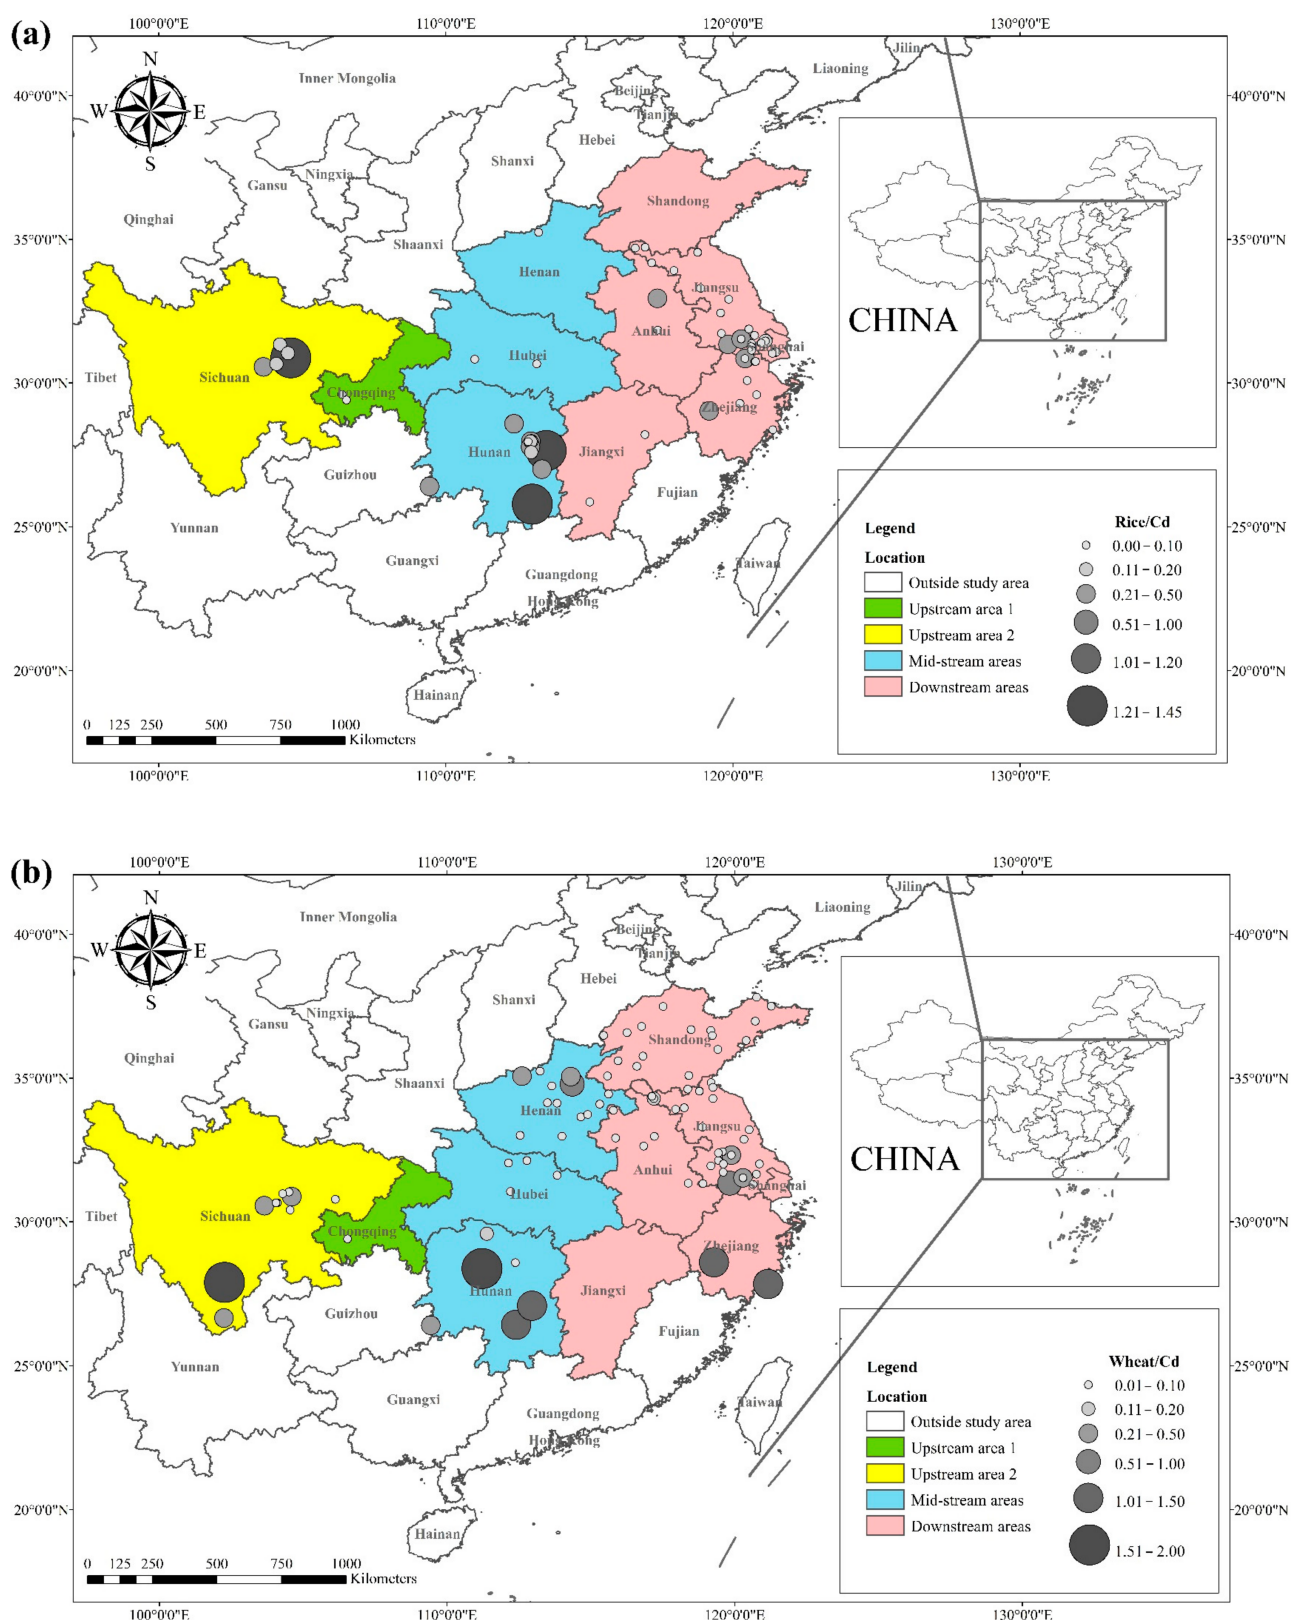 (a)
100°0'0"E 110°0'0"E 120°0'0"E 130°0'0"E
N
W E
S
40°0'0"N 40°0'0"N
35°0'0"N 35°0'0"N
30°0'0"N 30°0'0"N
25°0'0"N 25°0'0"N
20°0'0"N 20°0'0"N
Jilin
Liaoning
Inner Mongolia
Beijing
Tianjin
Hebei
Shanxi
Ningxia
Gansu
Shandong
Qinghai
Shaanxi
Henan
Jiangsu
Anhui
Shanghai
Hubei
Tibet
Sichuan
Chongqing
Zhejiang
Hunan
Jiangxi
Guizhou
Fujian
Yunnan
Guangxi
Taiwan
Guangdong
Hong Kong
Hainan
CHINA
0 125 250 500 750 1000
Kilometers
Legend
Location
Outside study area
Upstream area 1
Upstream area 2
Mid-stream areas
Downstream areas
Rice/Cd
0.00 – 0.10
0.11 – 0.20
0.21 – 0.50
0.51 – 1.00
1.01 – 1.20
1.21 – 1.45
100°0'0"E 110°0'0"E 120°0'0"E 130°0'0"E
(b)
100°0'0"E 110°0'0"E 120°0'0"E 130°0'0"E
N
W E
S
40°0'0"N 40°0'0"N
35°0'0"N 35°0'0"N
30°0'0"N 30°0'0"N
25°0'0"N 25°0'0"N
20°0'0"N 20°0'0"N
Jilin
Liaoning
Inner Mongolia
Beijing
Tianjin
Hebei
Shanxi
Ningxia
Gansu
Shandong
Qinghai
Shaanxi
Henan
Jiangsu
Anhui
Shanghai
Hubei
Tibet
Sichuan
Chongqing
Zhejiang
Hunan
Jiangxi
Guizhou
Fujian
Yunnan
Guangxi
Taiwan
Guangdong
Hong Kong
Hainan
CHINA
0 125 250 500 750 1000
Kilometers
Legend
Location
Outside study area
Upstream area 1
Upstream area 2
Mid-stream areas
Downstream areas
Wheat/Cd
0.01 – 0.10
0.11 – 0.20
0.21 – 0.50
0.51 – 1.00
1.01 – 1.50
1.51 – 2.00
100°0'0"E 110°0'0"E 120°0'0"E 130°0'0"E